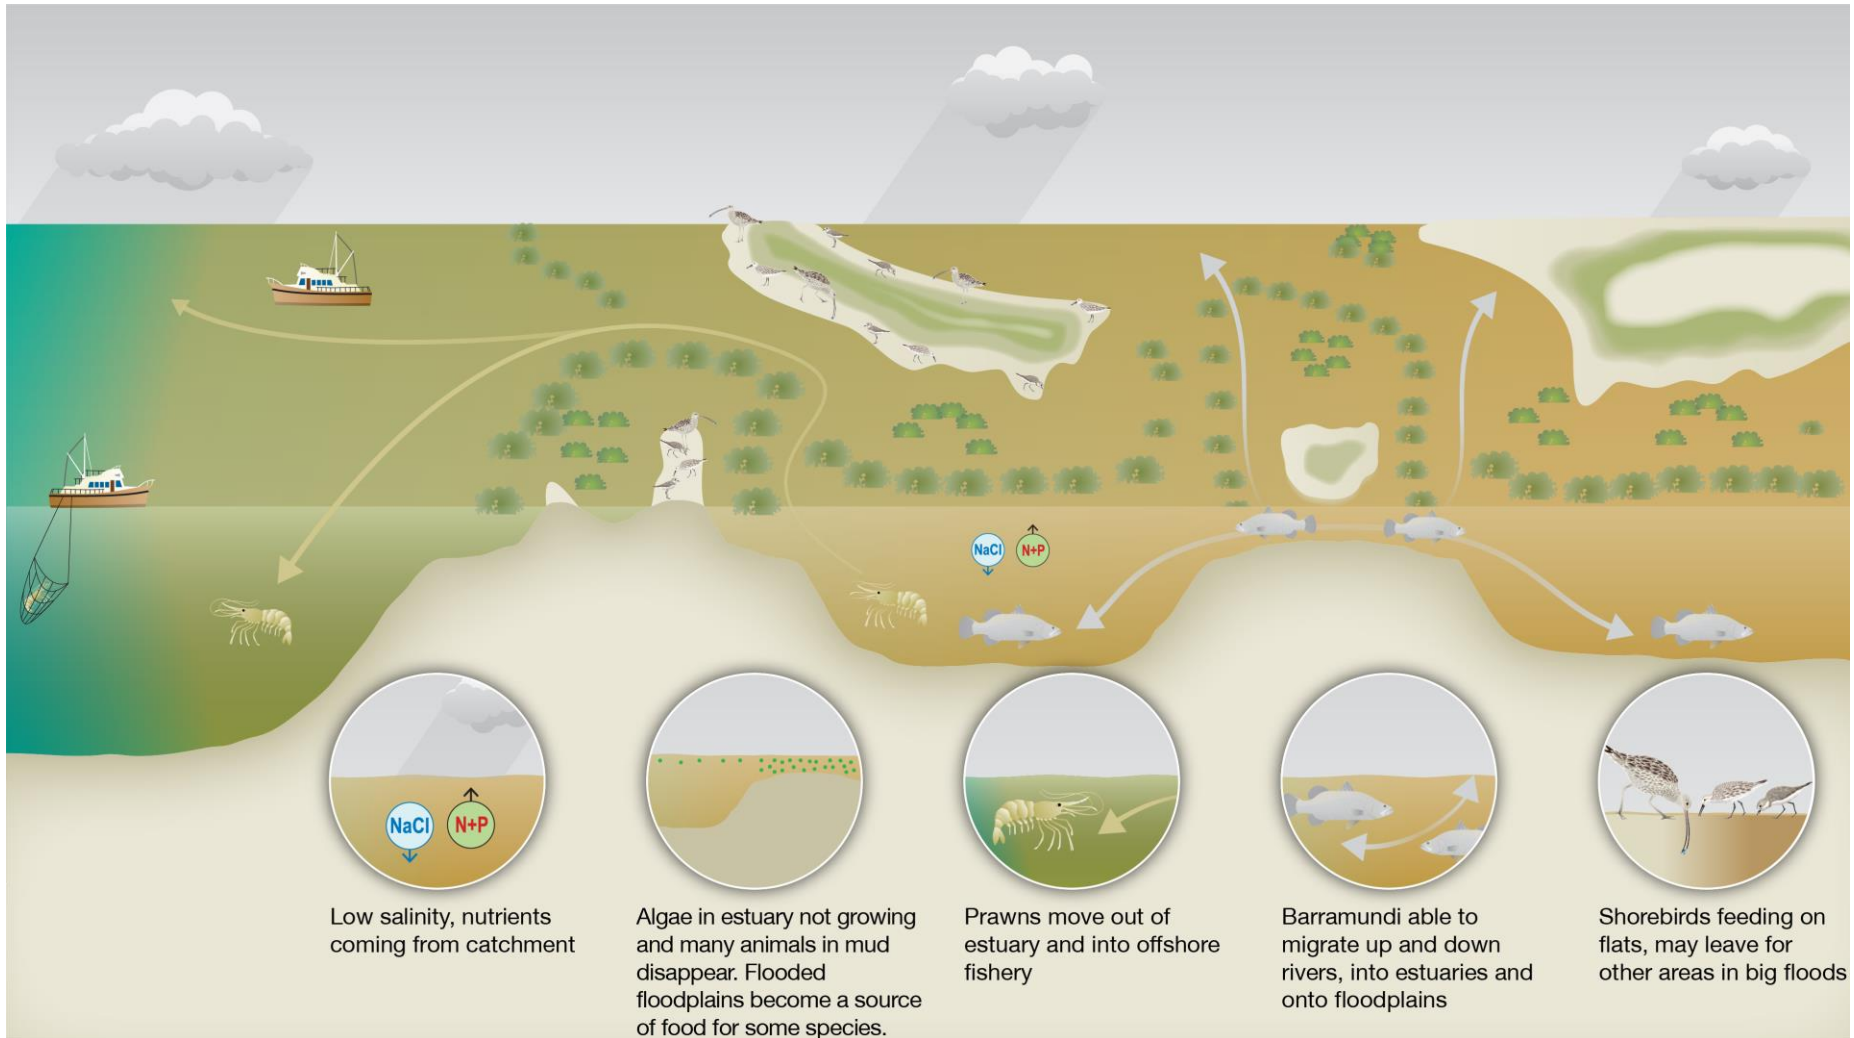 NaCl
N+P
NaCl
N+P
Low salinity, nutrients
coming from catchment
Algae in estuary not growing
and many animals in mud
disappear. Flooded
floodplains become a source
of food for some species.
Prawns move out of
estuary and into offshore
fishery
Barramundi able to
migrate up and down
rivers, into estuaries and
onto floodplains
Shorebirds feeding on
flats, may leave for
other areas in big floods